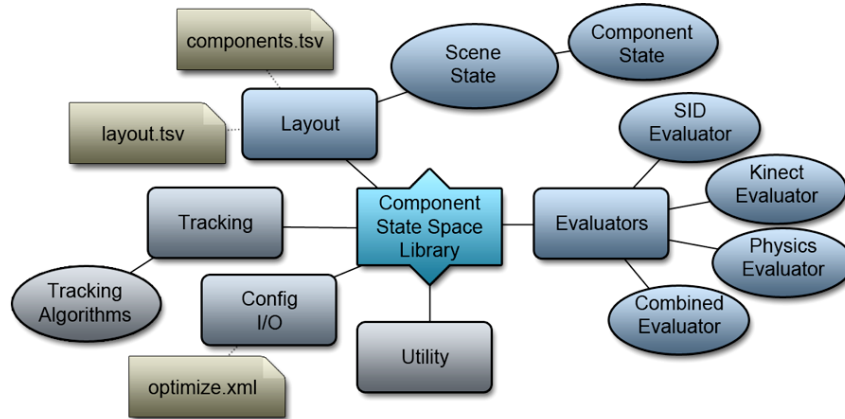 components.tsv
Scene
State
Component
State
layout.tsv
Layout
SID
Evaluator
Kinect
Evaluator
Tracking
Component
State Space
Library
Evaluators
Physics
Evaluator
Tracking
Algorithms
Config
I/O
Combined
Evaluator
Utility
optimize.xml